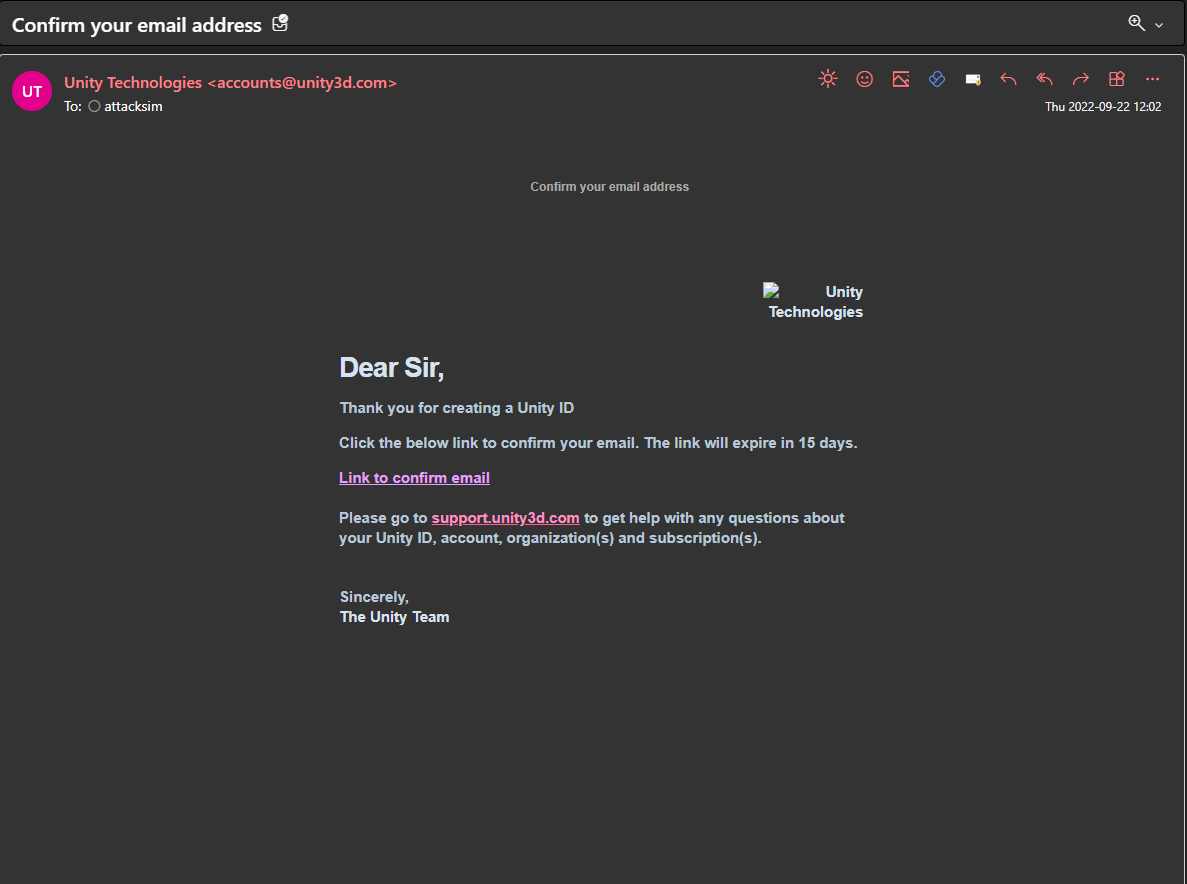 Confirm your email address
UT
Unity Technologies <accounts@unity3d.com>
To: attacksim
Thu 2022-09-22 12:02
Confirm your email address
Unity
Technologies
Dear Sir,
Thank you for creating a Unity ID
Click the below link to confirm your email. The link will expire in 15 days.
Link to confirm email
Please go to support.unity3d.com to get help with any questions about
your Unity ID, account, organization(s) and subscription(s).
Sincerely,
The Unity Team